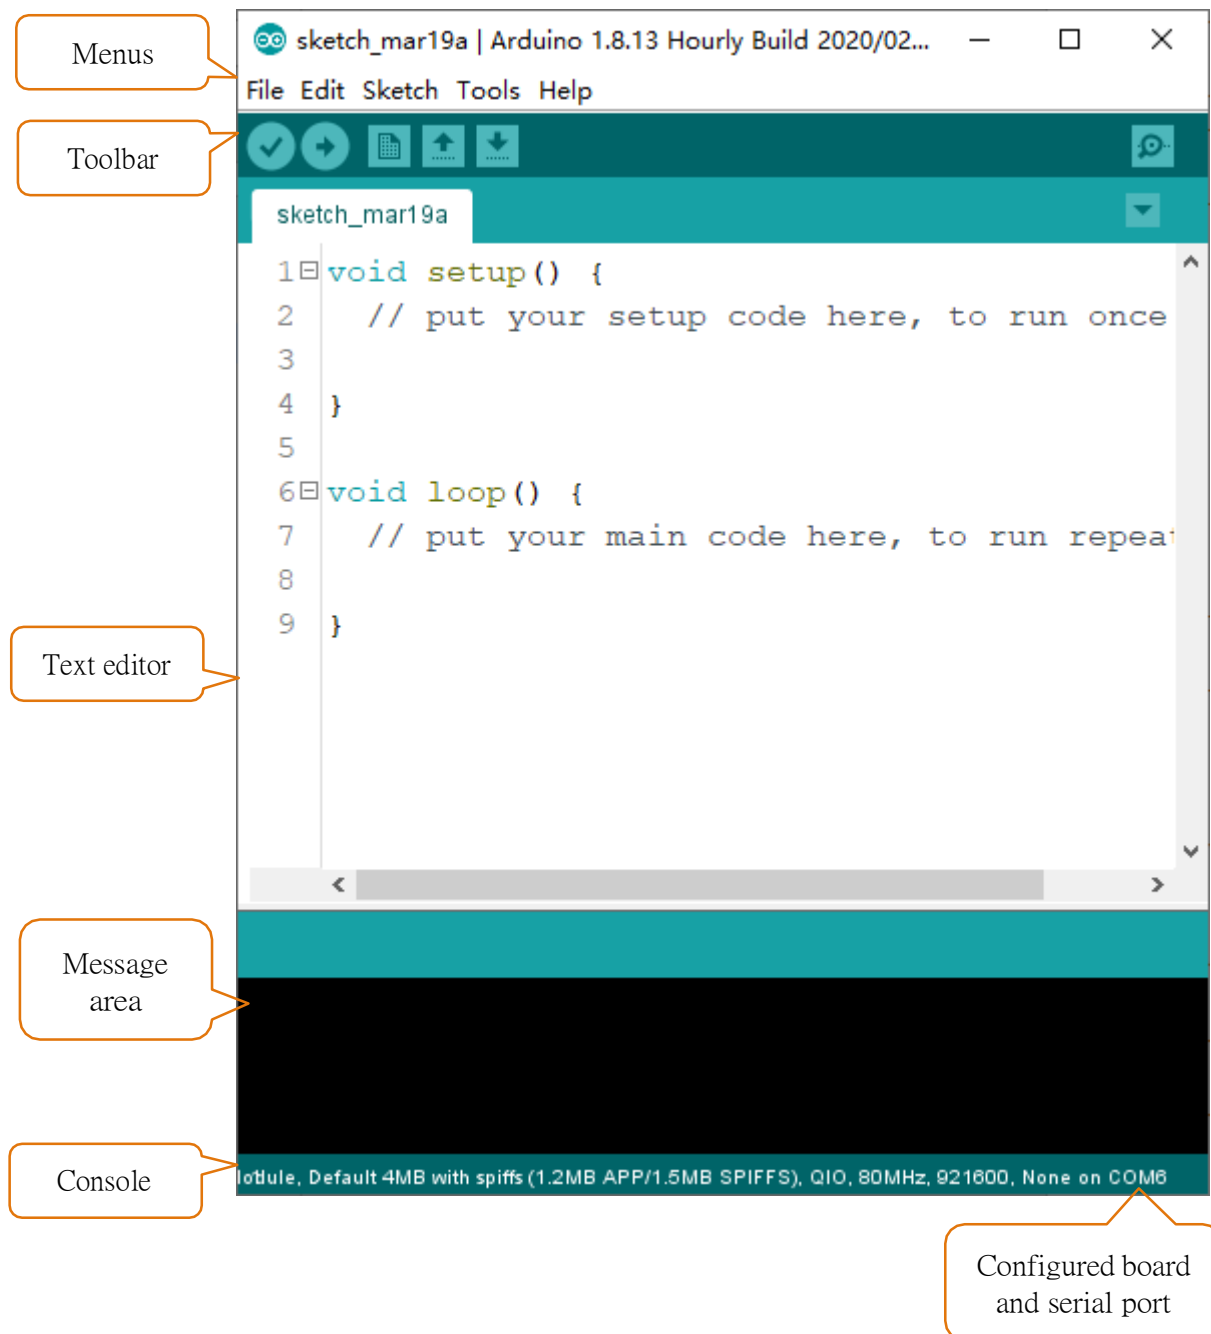 Menus
sketch_mar19a | Arduino 1.8.13 Hourly Build 2020/02...
File Edit Sketch Tools Help
Toolbar
sketch_mar19a
1 void setup() {
2 // put your setup code here, to run once
3
4 }
5
6 void loop() {
7 // put your main code here, to run repeat
8
9 }
Text editor
Message
area
Console
Default 4MB with spiffs (1.2MB APP/1.5MB SPIFFS), QIO, 80MHz, 921600, None on COM6
Configured board
and serial port